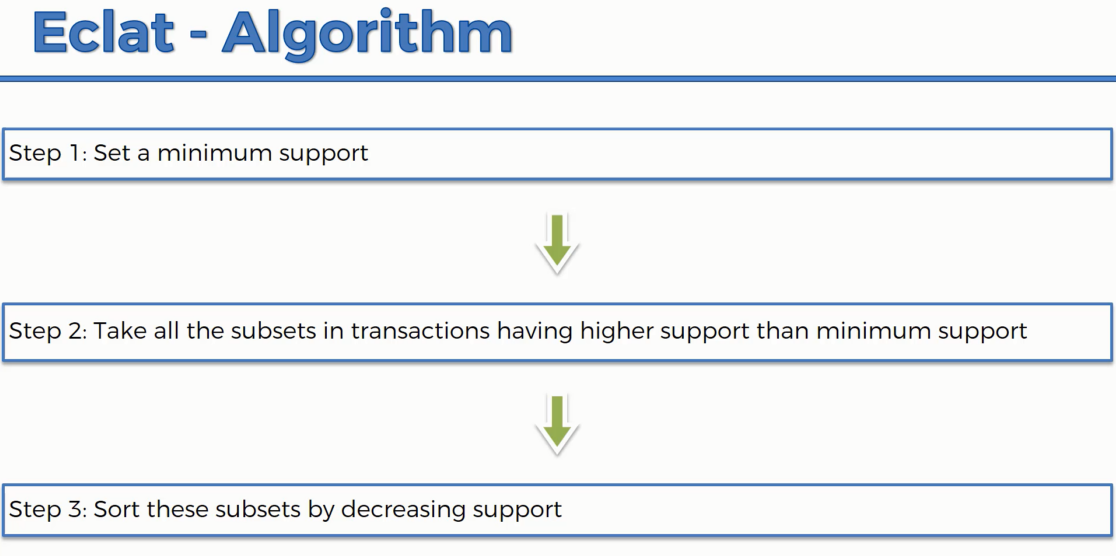 Eclat - Algorithm
Step 1: Set a minimum support
Step 2: Take all the subsets in transactions having higher support than minimum support
Step 3: Sort these subsets by decreasing support